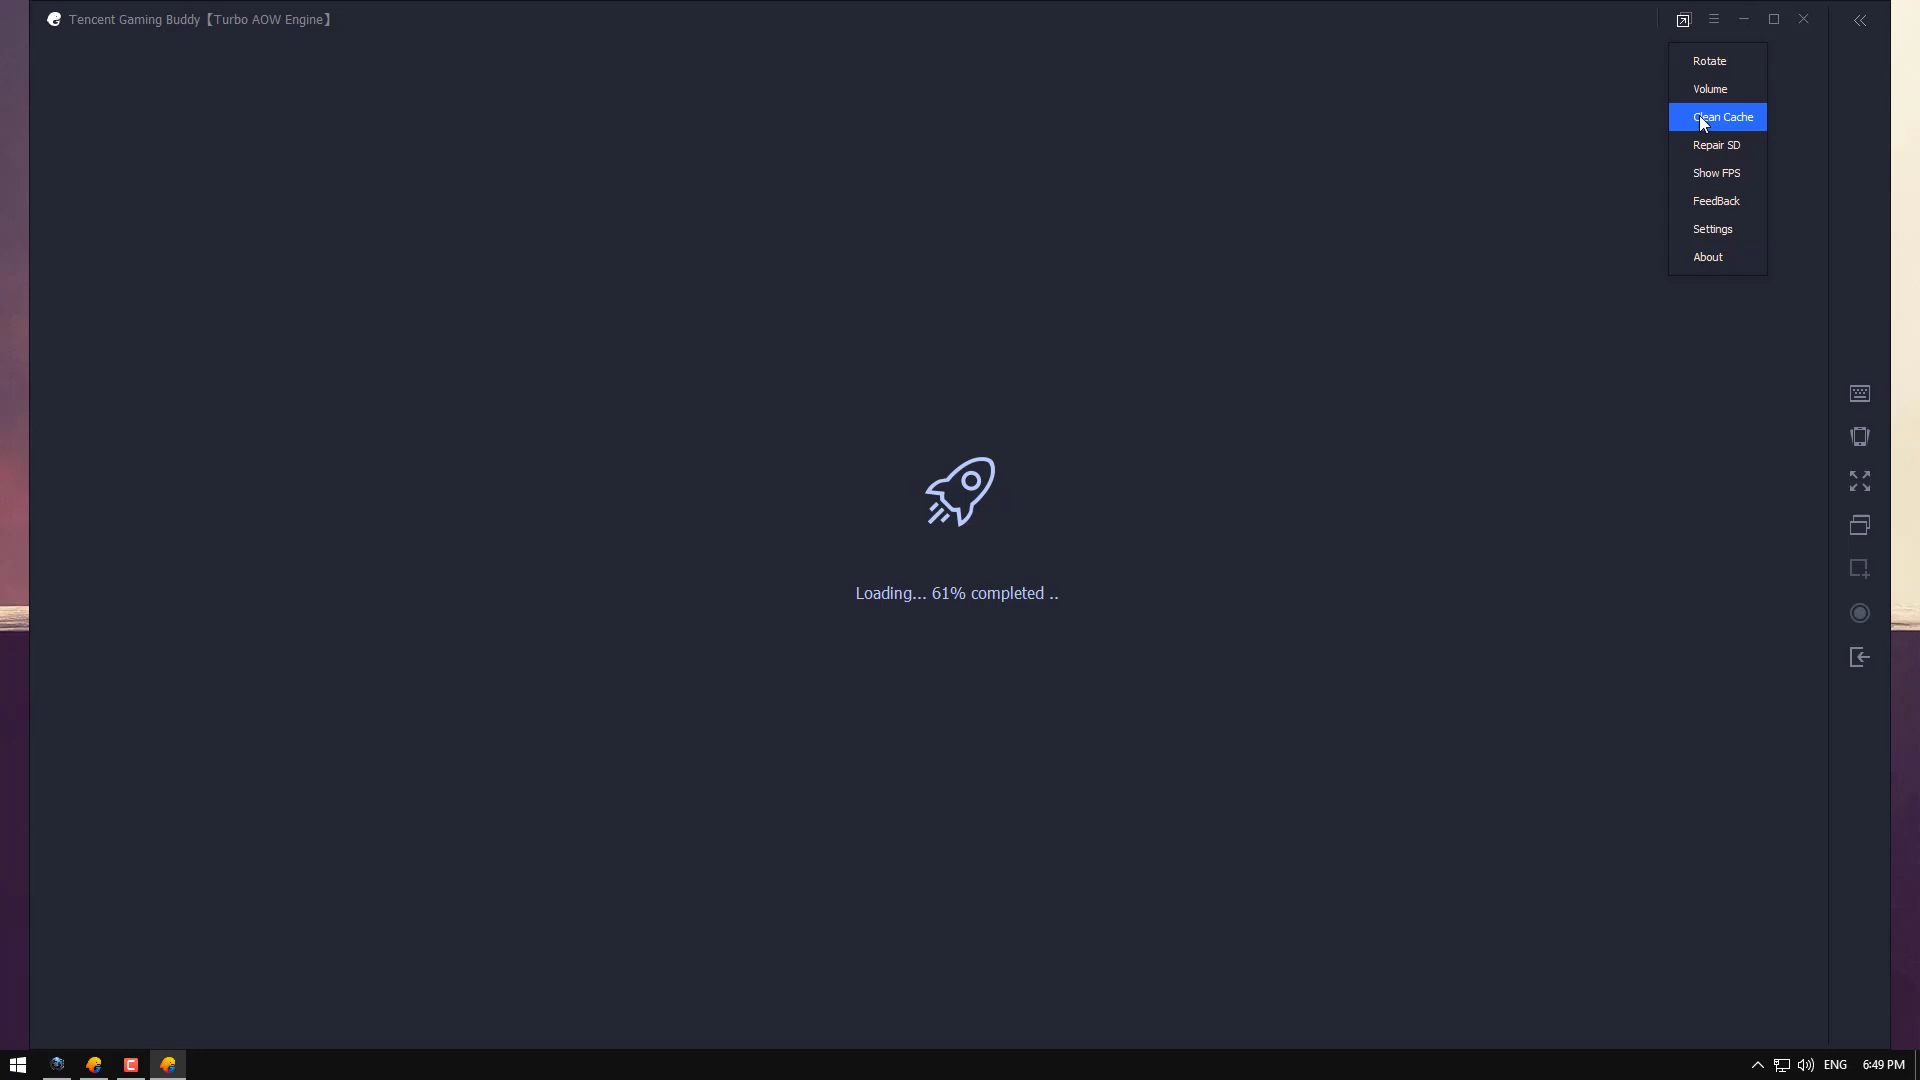 Tencent Gaming Buddy【Turbo AOW Engine】
Rotate
Volume
Clean Cache
Repair SD
Show FPS
FeedBack
Settings
About
Loading... 61% completed ..
ENG
6:49 PM